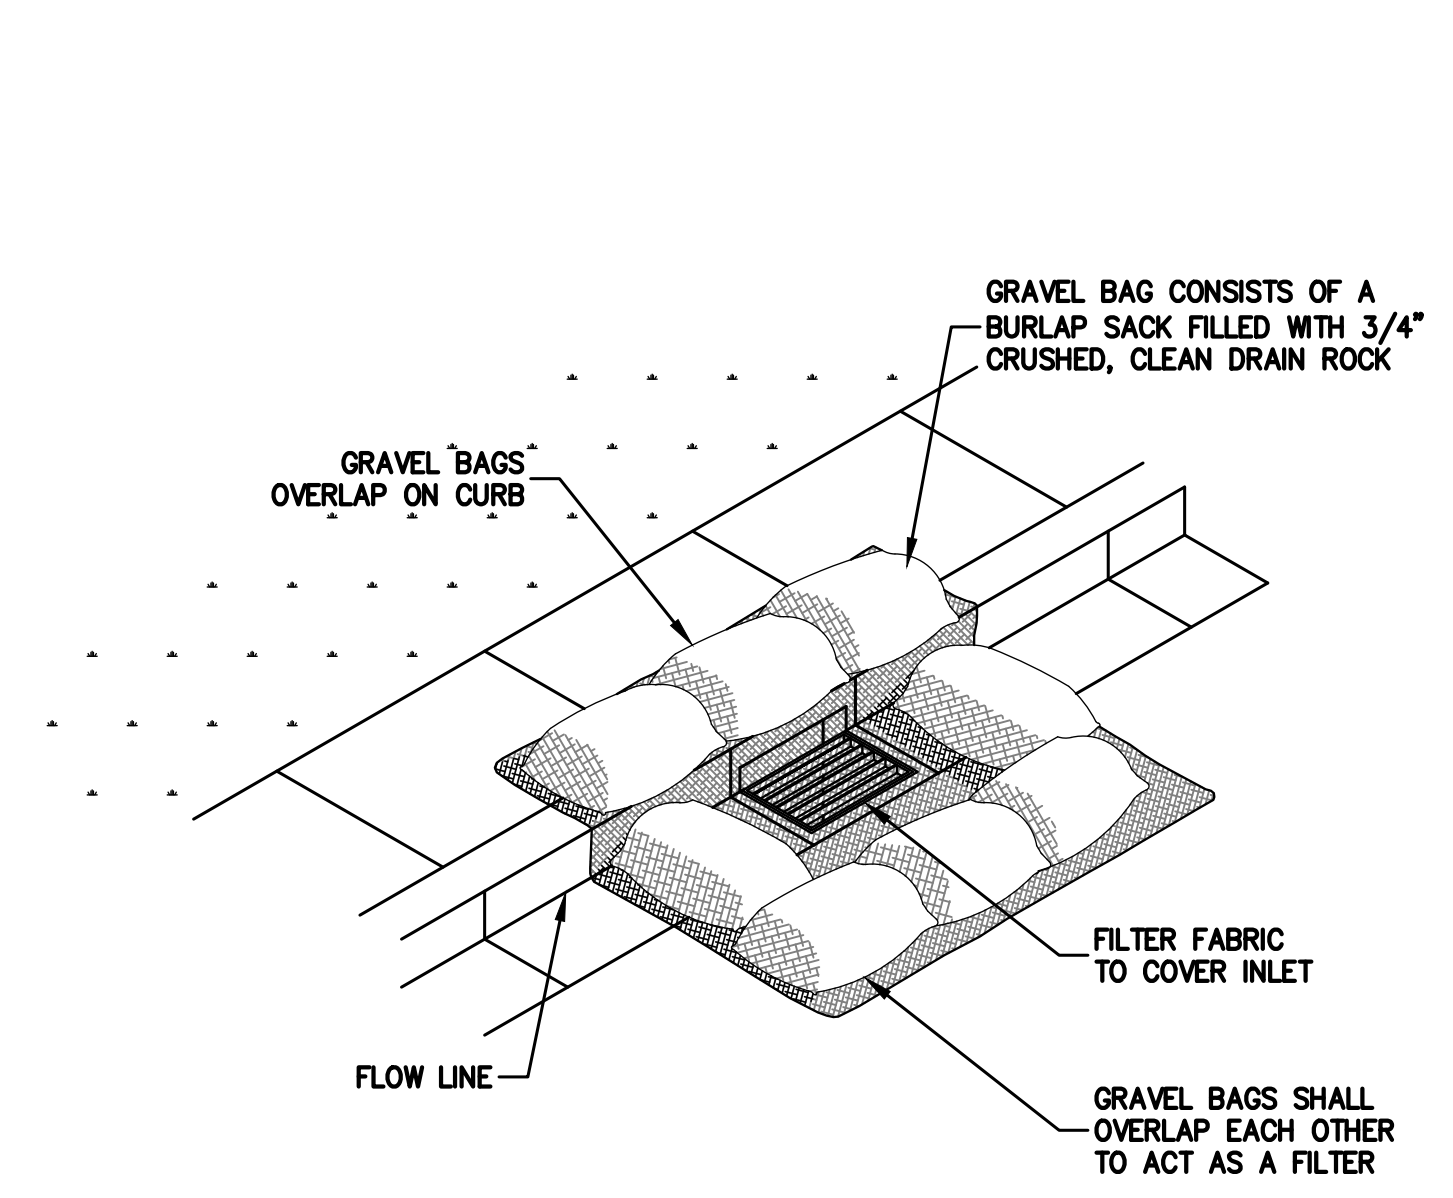 GRAVEL BAG CONSISTS OF A
BURLAP SACK FILLED WITH 3/4"
CRUSHED, CLEAN DRAIN ROCK
GRAVEL BAGS
OVERLAP ON CURB
FILTER FABRIC
TO COVER INLET
FLOW LINE
GRAVEL BAGS SHALL
OVERLAP EACH OTHER
TO ACT AS A FILTER